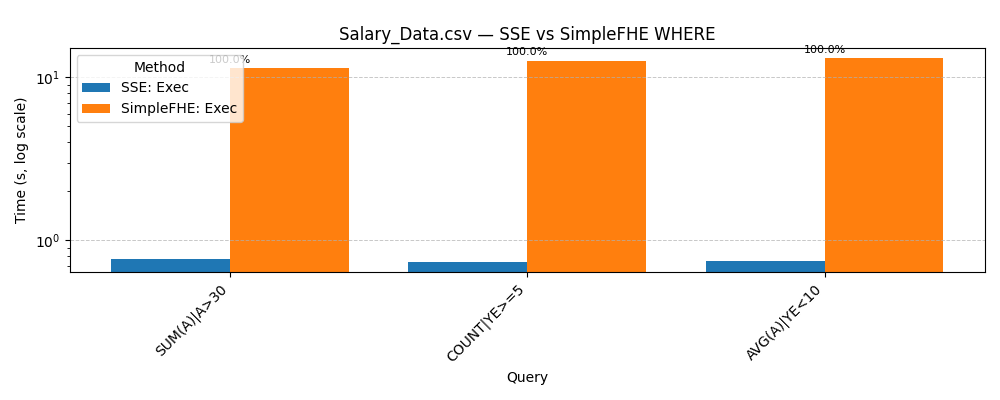 Salary_Data.csv — SSE vs SimpleFHE WHERE
100.0%
100.0%
100.0%
Method
SSE: Exec
SimpleFHE: Exec
Time (s, log scale)
10¹
10⁰
SUM(A)|A>30
COUNT|YE>=5
AVG(A)|YE<10
Query